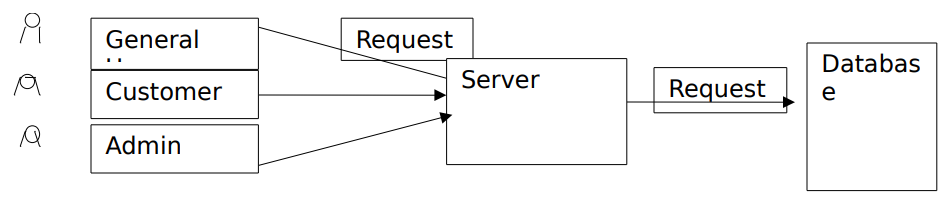 General
Request
Customer
Admin
Server
Request
Databas
e